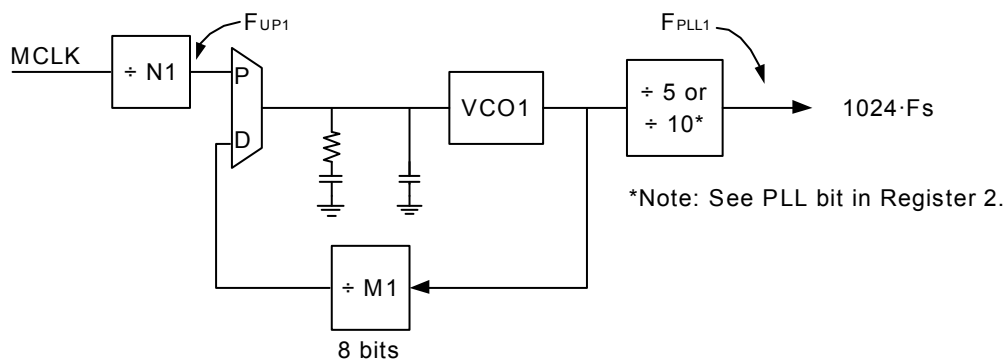 FUP1
FPLL1
MCLK
÷ N1
P
D
VCO1
÷ 5 or
÷ 10*
1024·Fs
*Note: See PLL bit in Register 2.
÷ M1
8 bits